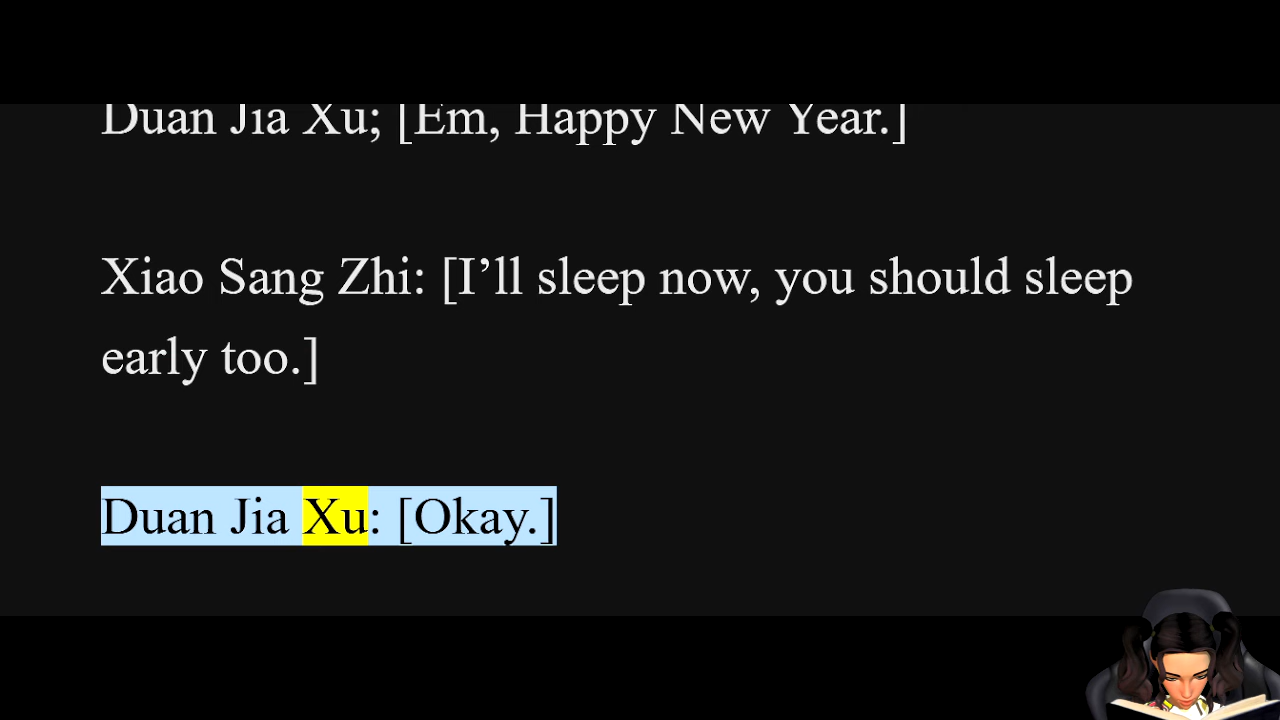 Duan Jia Xu; [Em, Happy New Year.]
Xiao Sang Zhi: [I’ll sleep now, you should sleep
early too.]
Duan Jia Xu: [Okay.]